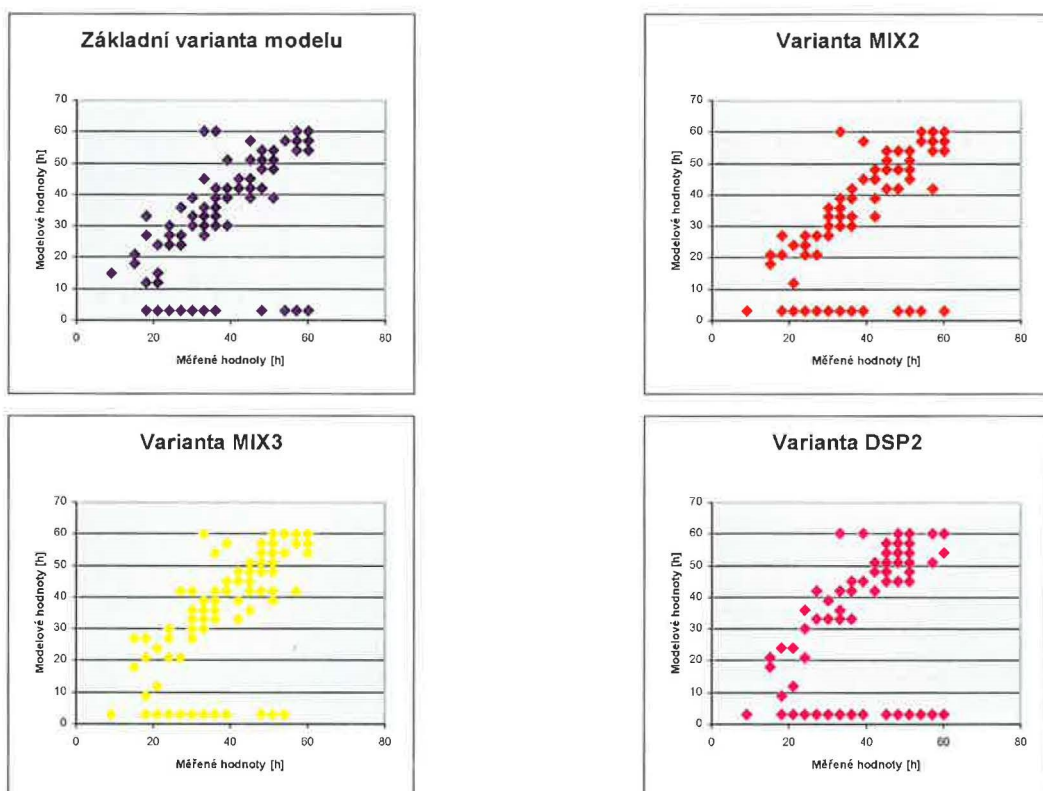 Základní varianta modelu
Modelové hodnoty [h]
70
60
50
40
30
20
10
0
0 20 40 60 80
Měřené hodnoty [h]
Varianta MIX2
Modelové hodnoty [h]
70
60
50
40
30
20
10
0
0 20 40 60 80
Měřené hodnoty [h]
Varianta MIX3
Modelové hodnoty [h]
70
60
50
40
30
20
10
0
0 20 40 60 80
Měřené hodnoty [h]
Varianta DSP2
Modelové hodnoty [h]
70
60
50
40
30
20
10
0
0 20 40 60 80
Měřené hodnoty [h]